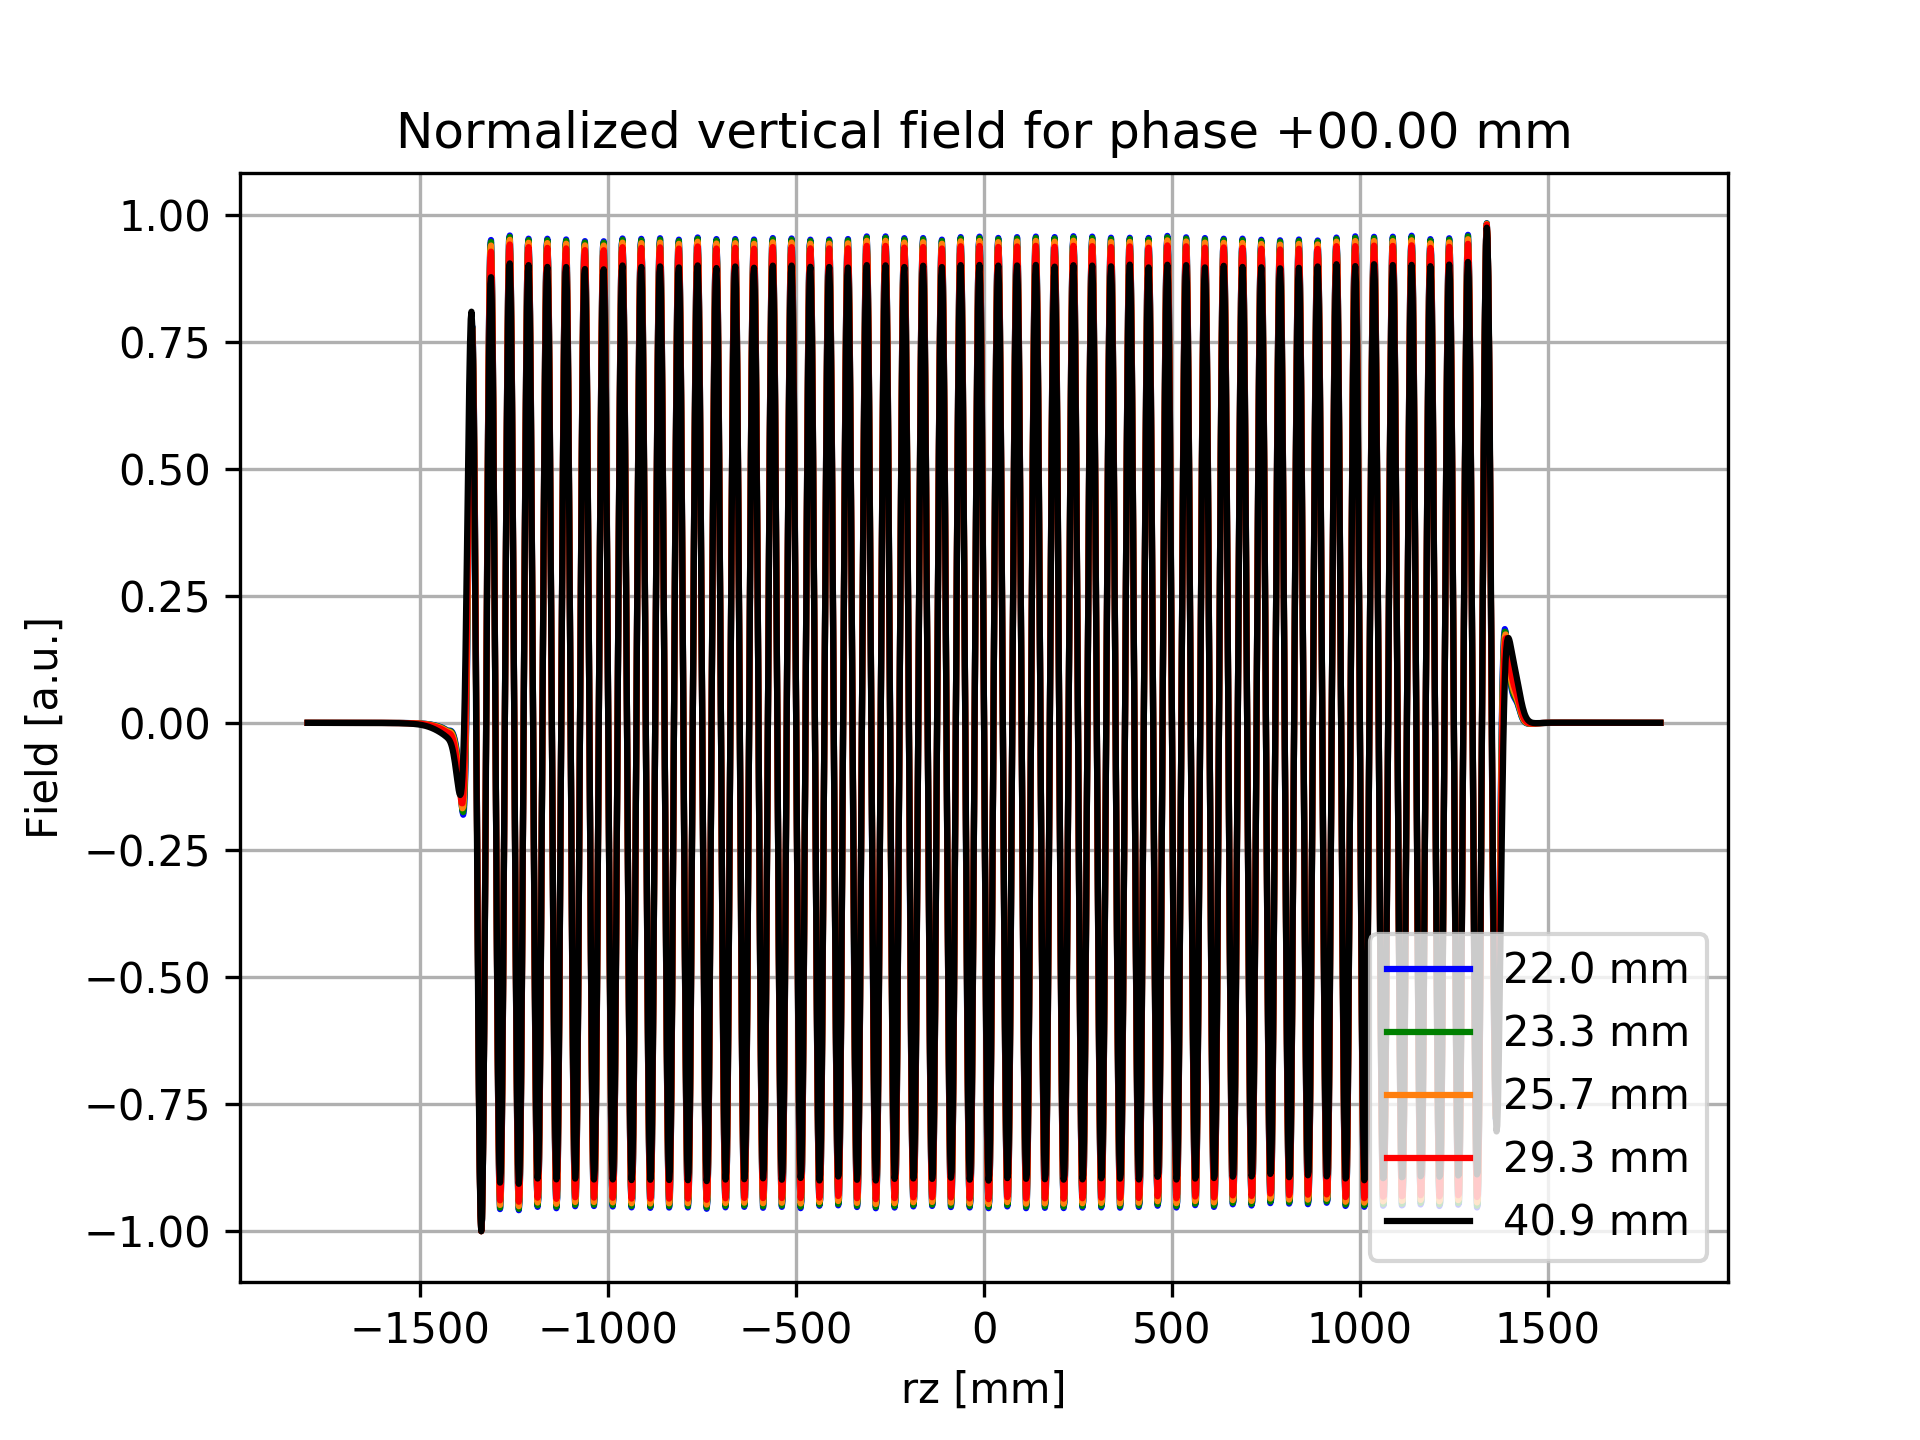 Normalized vertical field for phase +00.00 mm
1.00
0.75
0.50
0.25
0.00
−0.25
−0.50
−0.75
−1.00
Field [a.u.]
22.0 mm
23.3 mm
25.7 mm
29.3 mm
40.9 mm
−1500 −1000 −500 0 500 1000 1500
rz [mm]